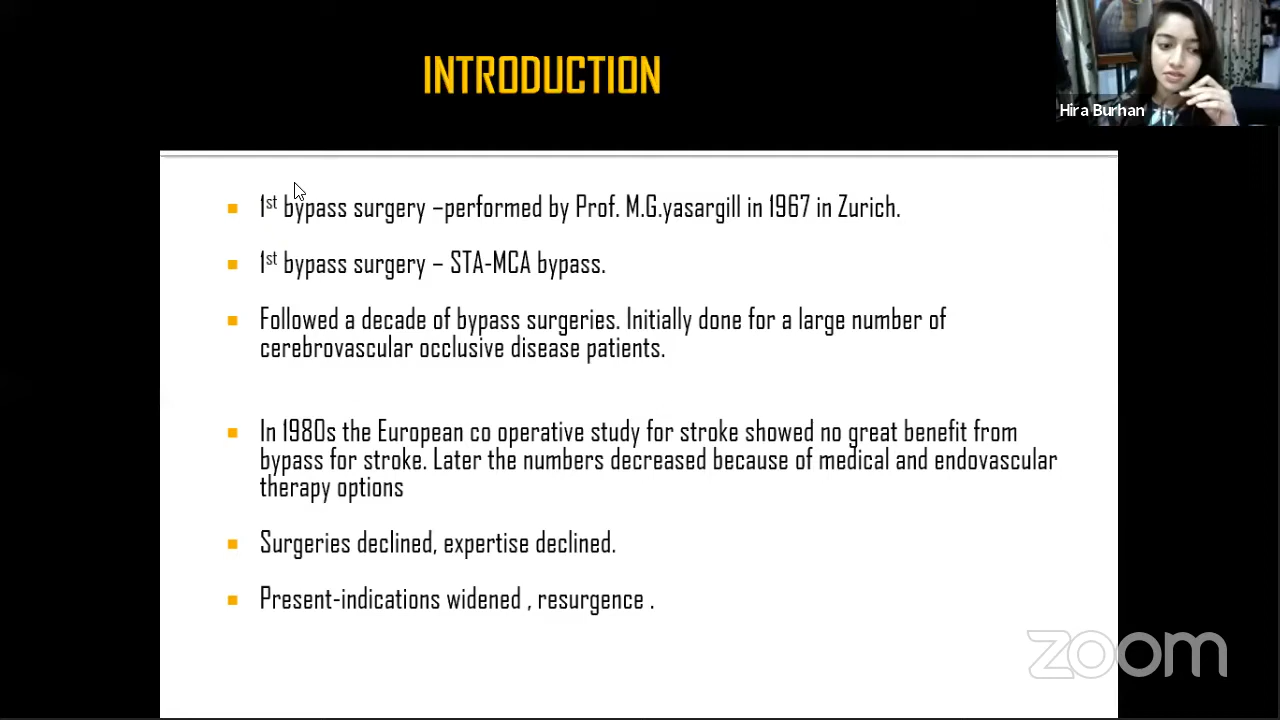 INTRODUCTION
Hira Burhan
1st bypass surgery –performed by Prof. M.G.yasargill in 1967 in Zurich.
1st bypass surgery – STA-MCA bypass.
Followed a decade of bypass surgeries. Initially done for a large number of
cerebrovascular occlusive disease patients.
In 1980s the European co operative study for stroke showed no great benefit from
bypass for stroke. Later the numbers decreased because of medical and endovascular
therapy options
Surgeries declined, expertise declined.
Present-indications widened , resurgence .
zoom